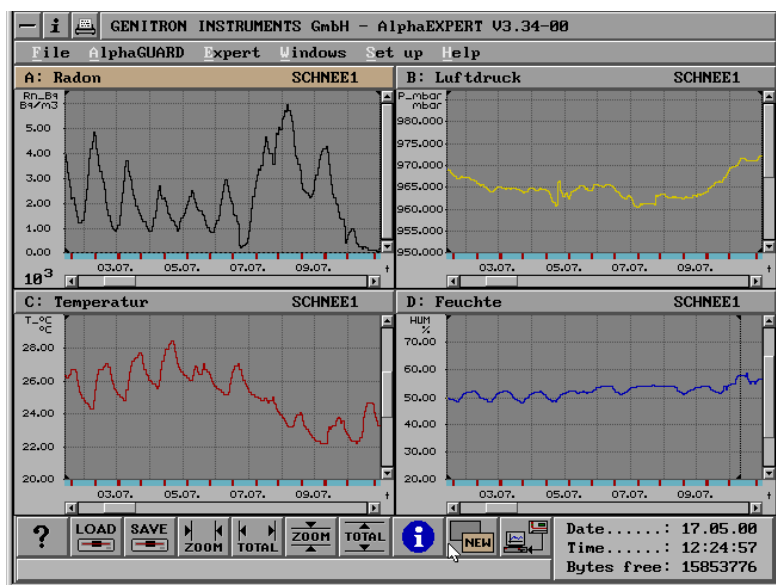 GENITRON INSTRUMENTS GmbH - AlphaEXPERT V3.34-00
File AlphaGUARD Expert Windows Set up Help
A: Radon SCHNEE1
Rn_Bq
Bq/m3
5.00
4.00
3.00
2.00
1.00
0.00
03.07. 05.07. 07.07. 09.07. t
10³
B: Luftdruck SCHNEE1
P_mbar
mbar
980.000
975.000
970.000
965.000
960.000
955.000
950.000
03.07. 05.07. 07.07. 09.07. t
C: Temperatur SCHNEE1
T_°C
°C
28.00
26.00
24.00
22.00
20.00
03.07. 05.07. 07.07. 09.07. t
D: Feuchte SCHNEE1
HUM
%
70.00
60.00
50.00
40.00
30.00
20.00
03.07. 05.07. 07.07. 09.07. t
? LOAD SAVE ZOOM TOTAL ZOOM TOTAL i NEW
Date......: 17.05.00
Time......: 12:24:57
Bytes free: 15853776